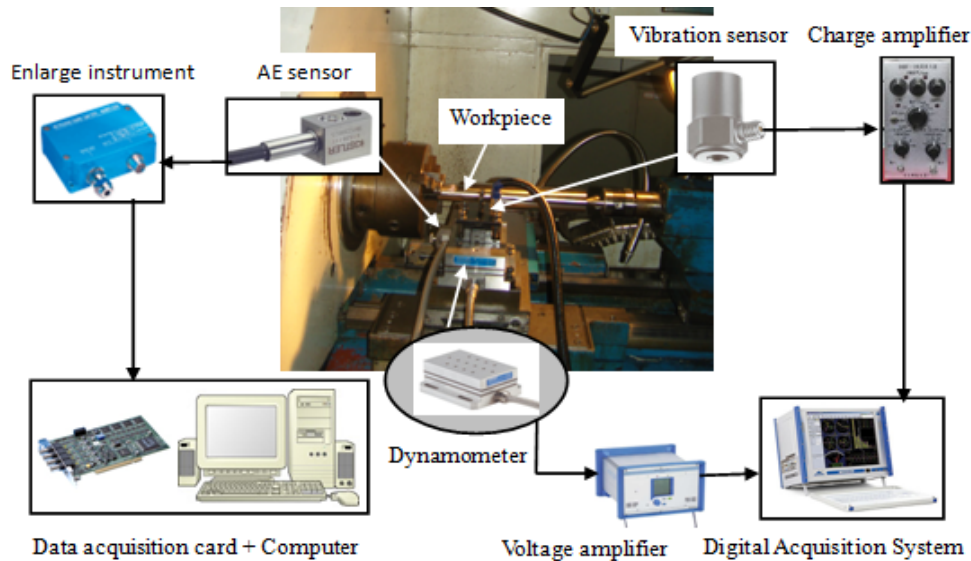 Vibration sensor
Charge amplifier
Enlarge instrument
AE sensor
Workpiece
KISTLER
Dynamometer
Data acquisition card + Computer
Voltage amplifier
Digital Acquisition System